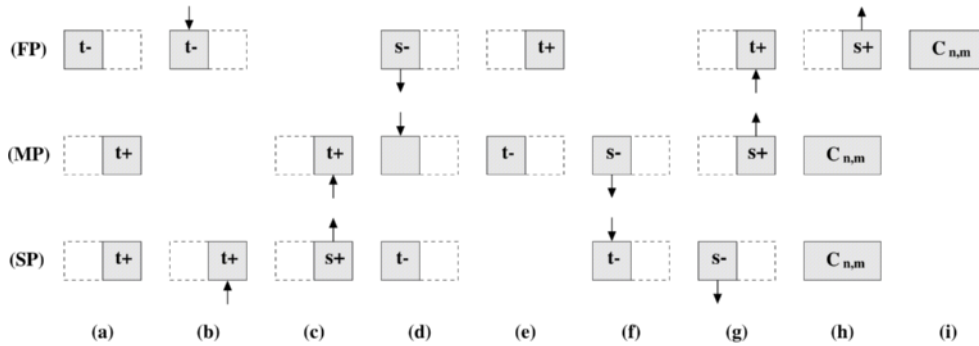 (FP) t- t- s- t+ t+ s+ C n,m
(MP) t+ t+ t- s- s+ C n,m
(SP) t+ t+ s+ t- t- s- C n,m
(a) (b) (c) (d) (e) (f) (g) (h) (i)